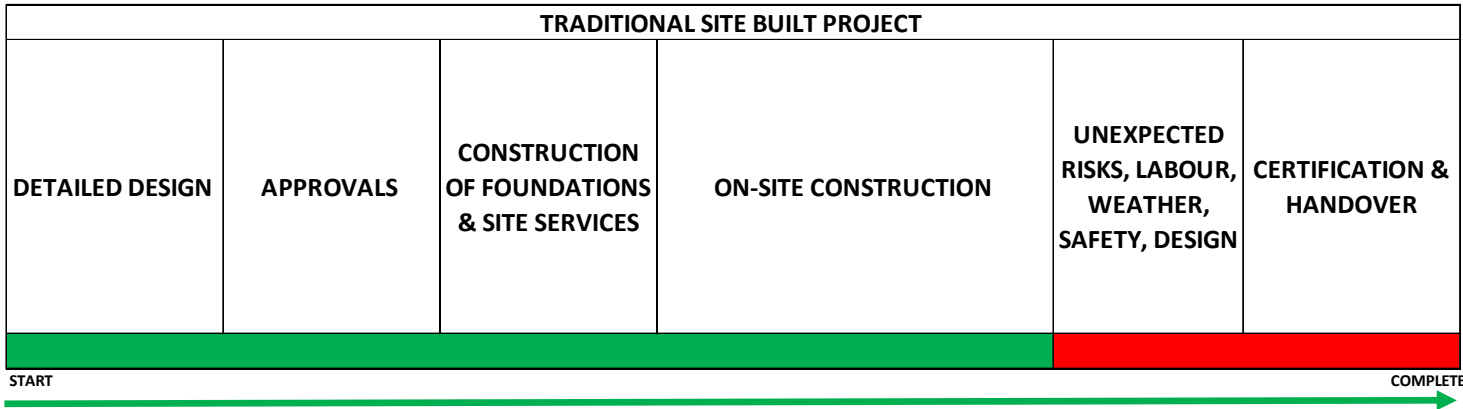 TRADITIONAL SITE BUILT PROJECT
DETAILED DESIGN
APPROVALS
CONSTRUCTION
OF FOUNDATIONS
& SITE SERVICES
ON-SITE CONSTRUCTION
UNEXPECTED
RISKS, LABOUR,
WEATHER,
SAFETY, DESIGN
CERTIFICATION &
HANDOVER
START
COMPLETE